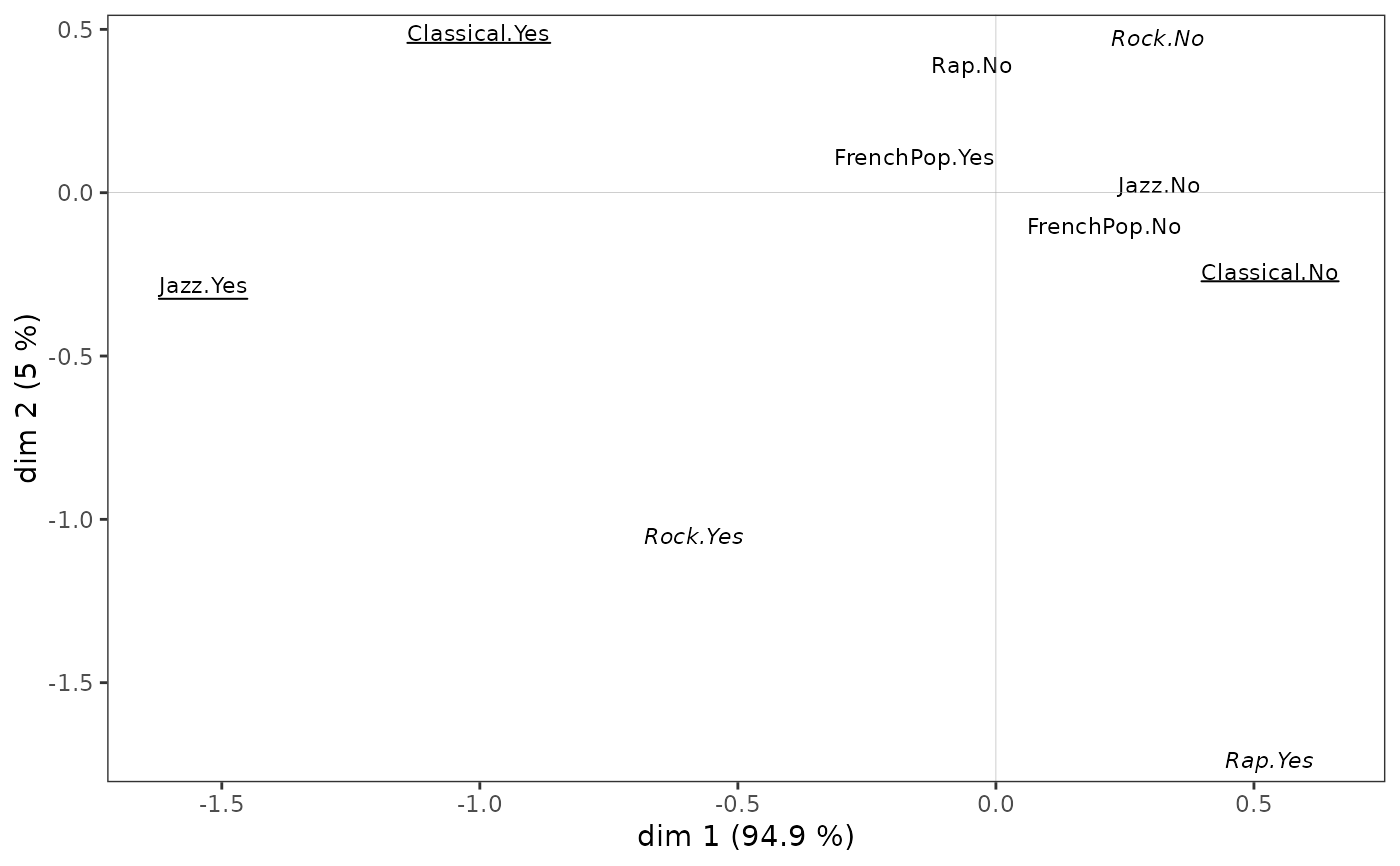 0.5
Classical.Yes
Rock.No
Rap.No
FrenchPop.Yes
0.0
Jazz.No
FrenchPop.No
Classical.No
Jazz.Yes
-0.5
dim 2 (5 %)
-1.0
Rock.Yes
-1.5
Rap.Yes
-1.5 -1.0 -0.5 0.0 0.5
dim 1 (94.9 %)